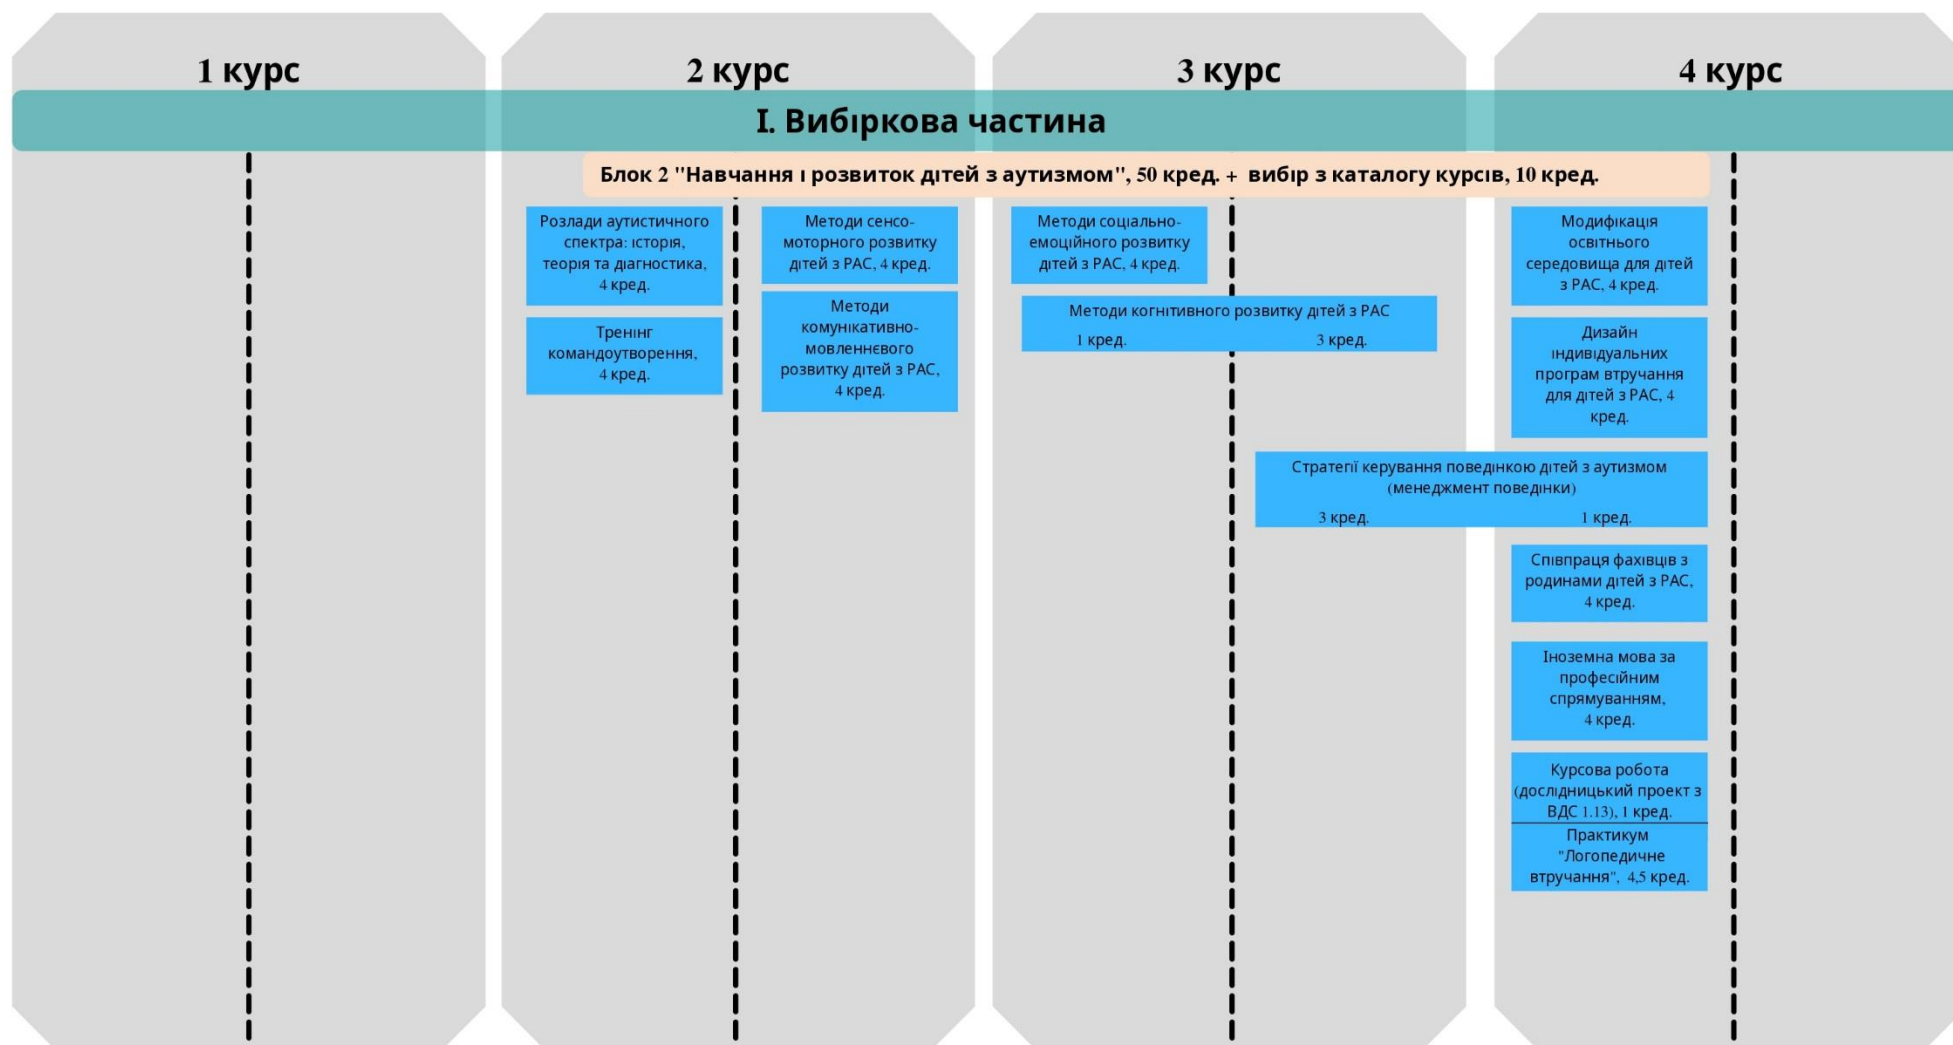 1 курс
2 курс
3 курс
4 курс
І. Вибіркова частина
Блок 2 "Навчання і розвиток дітей з аутизмом", 50 кред. + вибір з каталогу курсів, 10 кред.
Розлади аутистичного
спектра: історія,
теорія та діагностика,
4 кред.
Тренінг
командоутворення,
4 кред.
Методи сенсо-
моторного розвитку
дітей з РАС, 4 кред.
Методи
комунікативно-
мовленнєвого
розвитку дітей з РАС,
4 кред.
Методи соціально-
емоційного розвитку
дітей з РАС, 4 кред.
Методи когнітивного розвитку дітей з РАС
1 кред. 3 кред.
Модифікація
освітнього
середовища для дітей
з РАС, 4 кред.
Дизайн
індивідуальних
програм втручання
для дітей з РАС, 4
кред.
Стратегії керування поведінкою дітей з аутизмом
(менеджмент поведінки)
3 кред. 1 кред.
Співпраця фахівців з
родинами дітей з РАС,
4 кред.
Іноземна мова за
професійним
спрямуванням,
4 кред.
Курсова робота
(дослідницький проект з
ВДС 1.13), 1 кред.
Практикум
"Логопедичне
втручання", 4,5 кред.